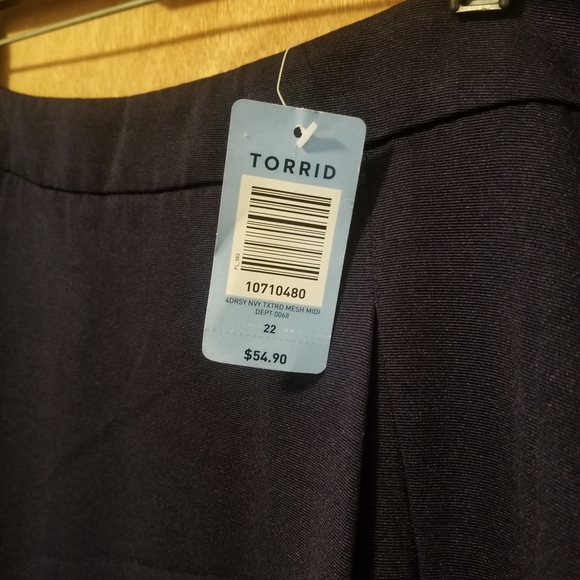 TORRID
10710480
4DRSY NVY TXTRD MESH MIDI
DEPT 0068
22
$54.90